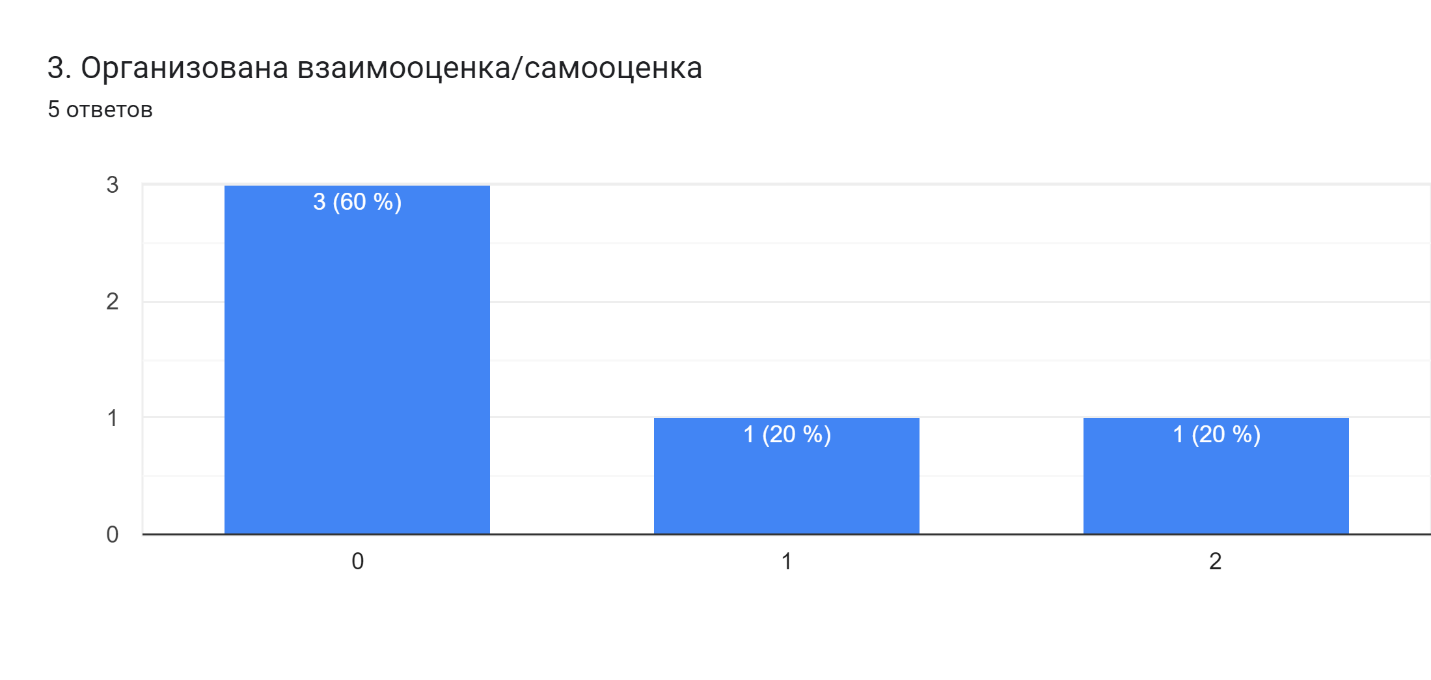 3. Организована взаимооценка/самооценка
5 ответов
3
2
1
0
3 (60 %)
1 (20 %)
1 (20 %)
0
1
2